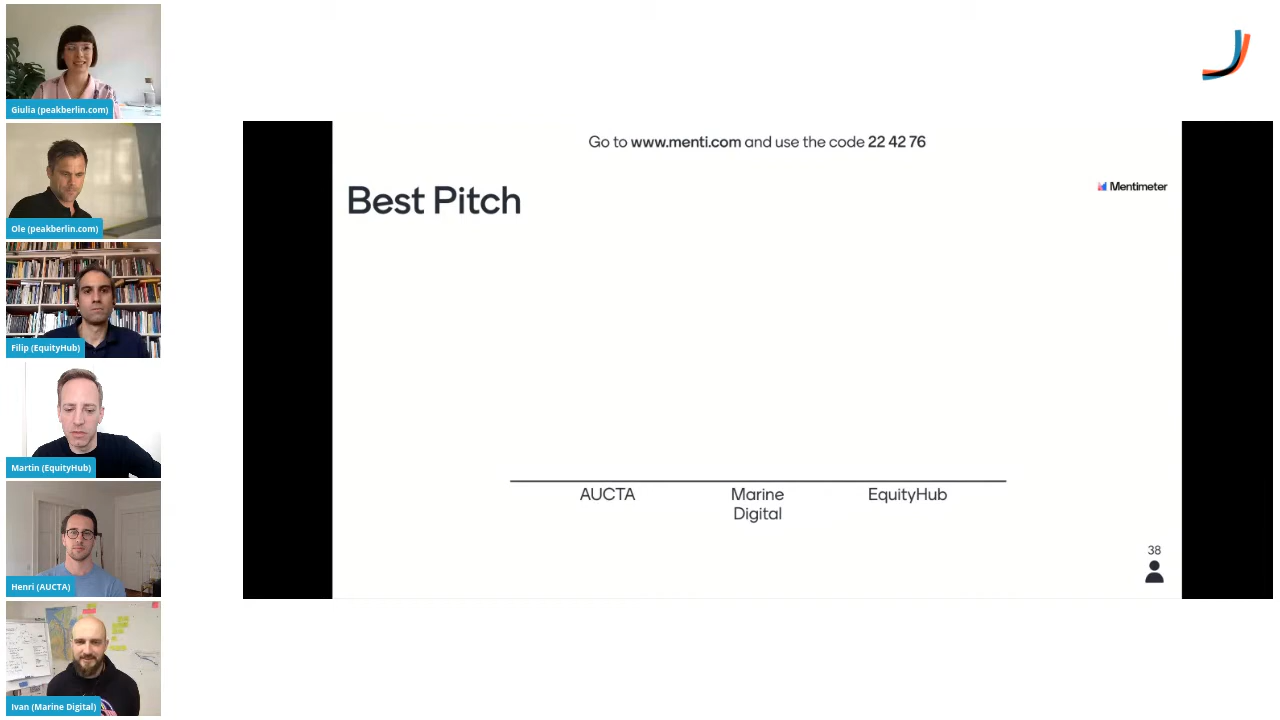 Giulia (peakberlin.com)
Ole (peakberlin.com)
Filip (EquityHub)
Martin (EquityHub)
Henri (AUCTA)
Ivan (Marine Digital)
Go to www.menti.com and use the code 22 42 76
Best Pitch
Mentimeter
AUCTA
Marine
Digital
EquityHub
38